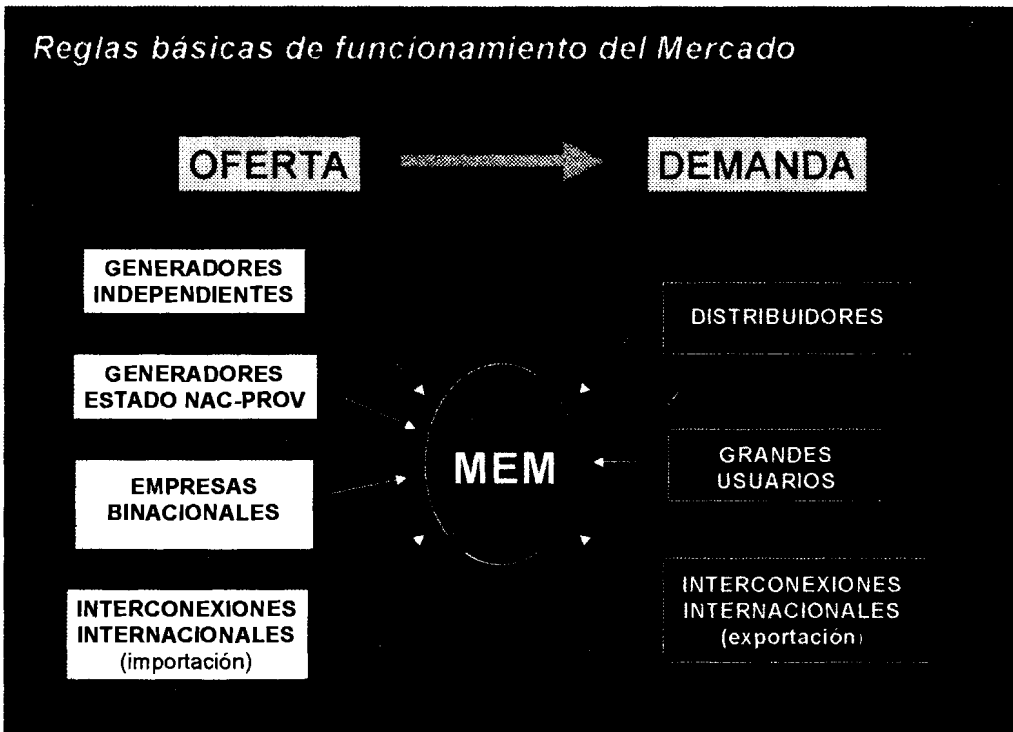 Reglas básicas de funcionamiento del Mercado
OFERTA
DEMANDA
GENERADORES
INDEPENDIENTES
GENERADORES
ESTADO NAC-PROV
EMPRESAS
BINACIONALES
INTERCONEXIONES
INTERNACIONALES
(importación)
MEM
DISTRIBUIDORES
GRANDES
USUARIOS
INTERCONEXIONES
INTERNACIONALES
(exportación)